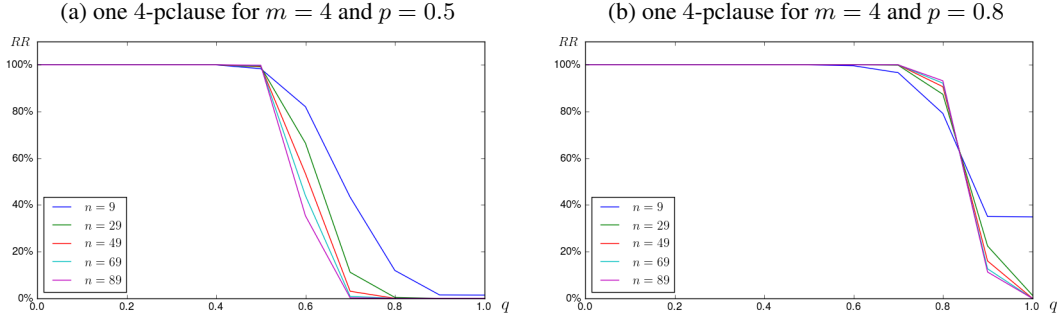 (a) one 4-pclause for m = 4 and p = 0.5
RR
100%
80%
60%
40%
20%
0%
n = 9
n = 29
n = 49
n = 69
n = 89
0.0 0.2 0.4 0.6 0.8 1.0 q
(b) one 4-pclause for m = 4 and p = 0.8
RR
100%
80%
60%
40%
20%
0%
n = 9
n = 29
n = 49
n = 69
n = 89
0.0 0.2 0.4 0.6 0.8 1.0 q